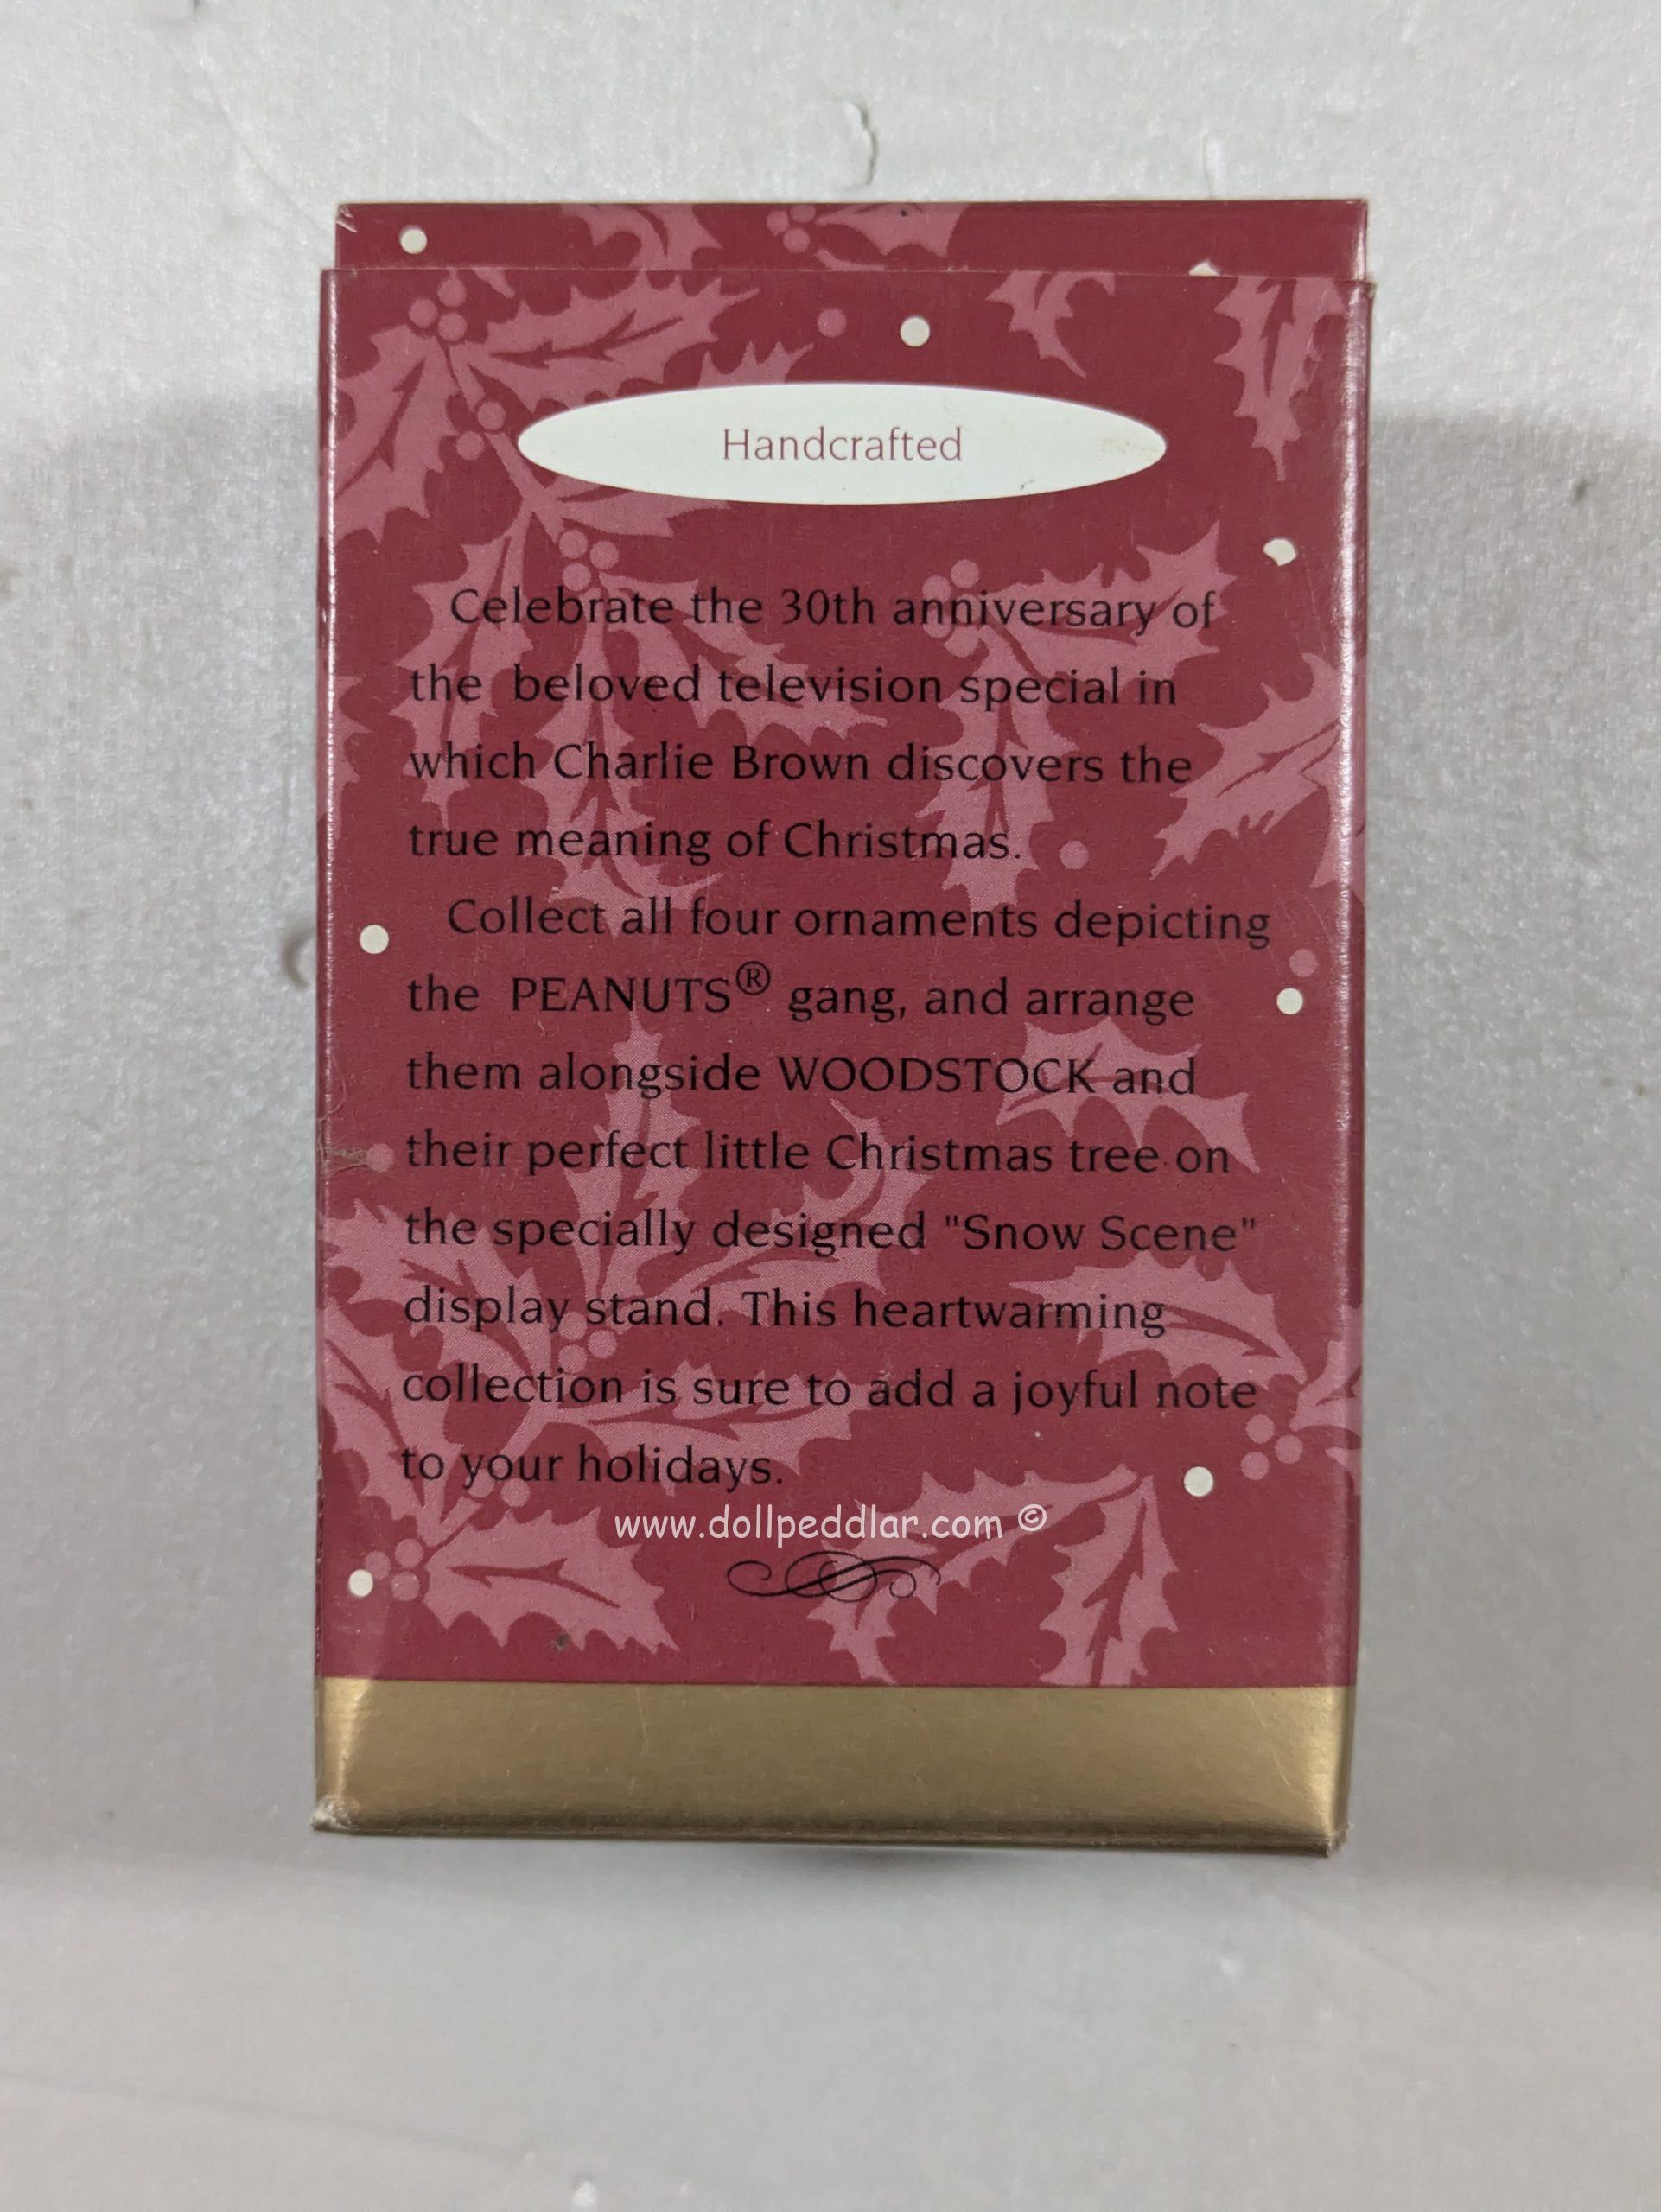 Handcrafted
Celebrate the 30th anniversary of
the beloved television special in
which Charlie Brown discovers the
true meaning of Christmas.
Collect all four ornaments depicting
the PEANUTS® gang, and arrange
them alongside WOODSTOCK and
their perfect little Christmas tree on
the specially designed "Snow Scene"
display stand. This heartwarming
collection is sure to add a joyful note
to your holidays.
www.dollpeddlar.com ©